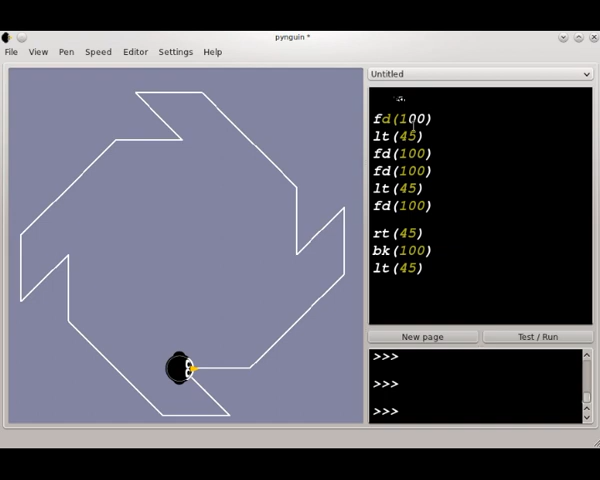 pynguin *
File View Pen Speed Editor Settings Help
Untitled
fd(100)
lt(45)
fd(100)
fd(100)
lt(45)
fd(100)
rt(45)
bk(100)
lt(45)
New page Test / Run
>>>
>>>
>>>